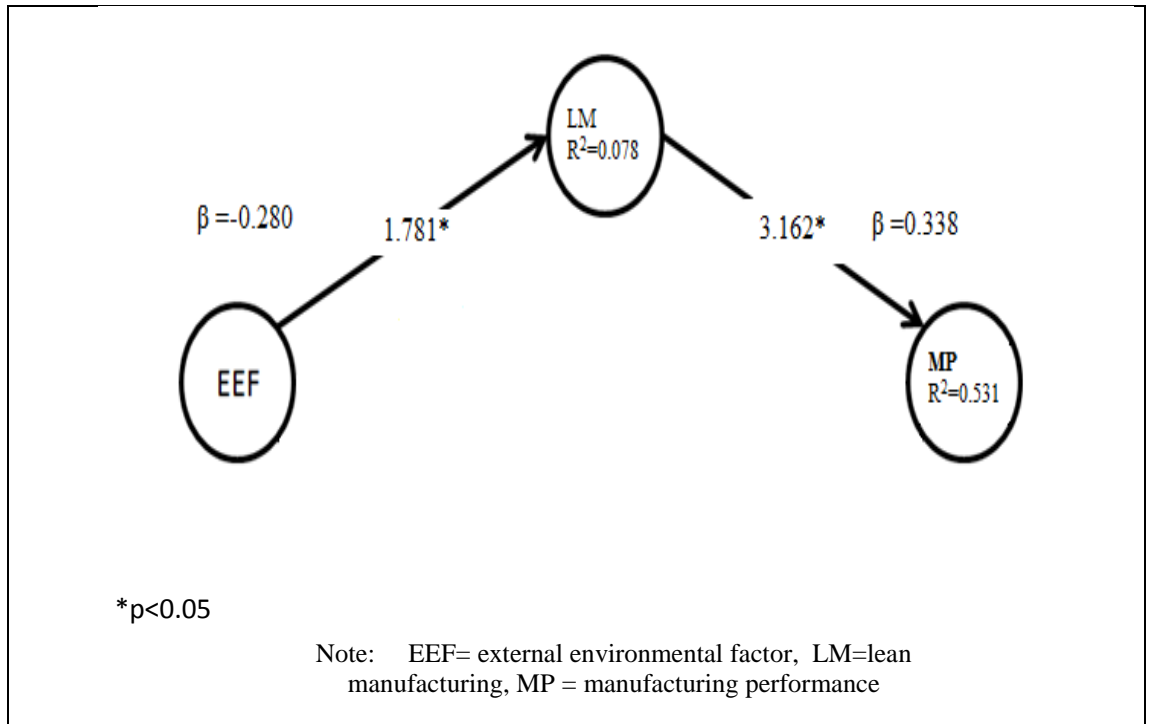 LM
R²=0.078
β =-0.280
1.781*
3.162*
β =0.338
EEF
MP
R²=0.531
*p<0.05
Note: EEF= external environmental factor, LM=lean
manufacturing, MP = manufacturing performance